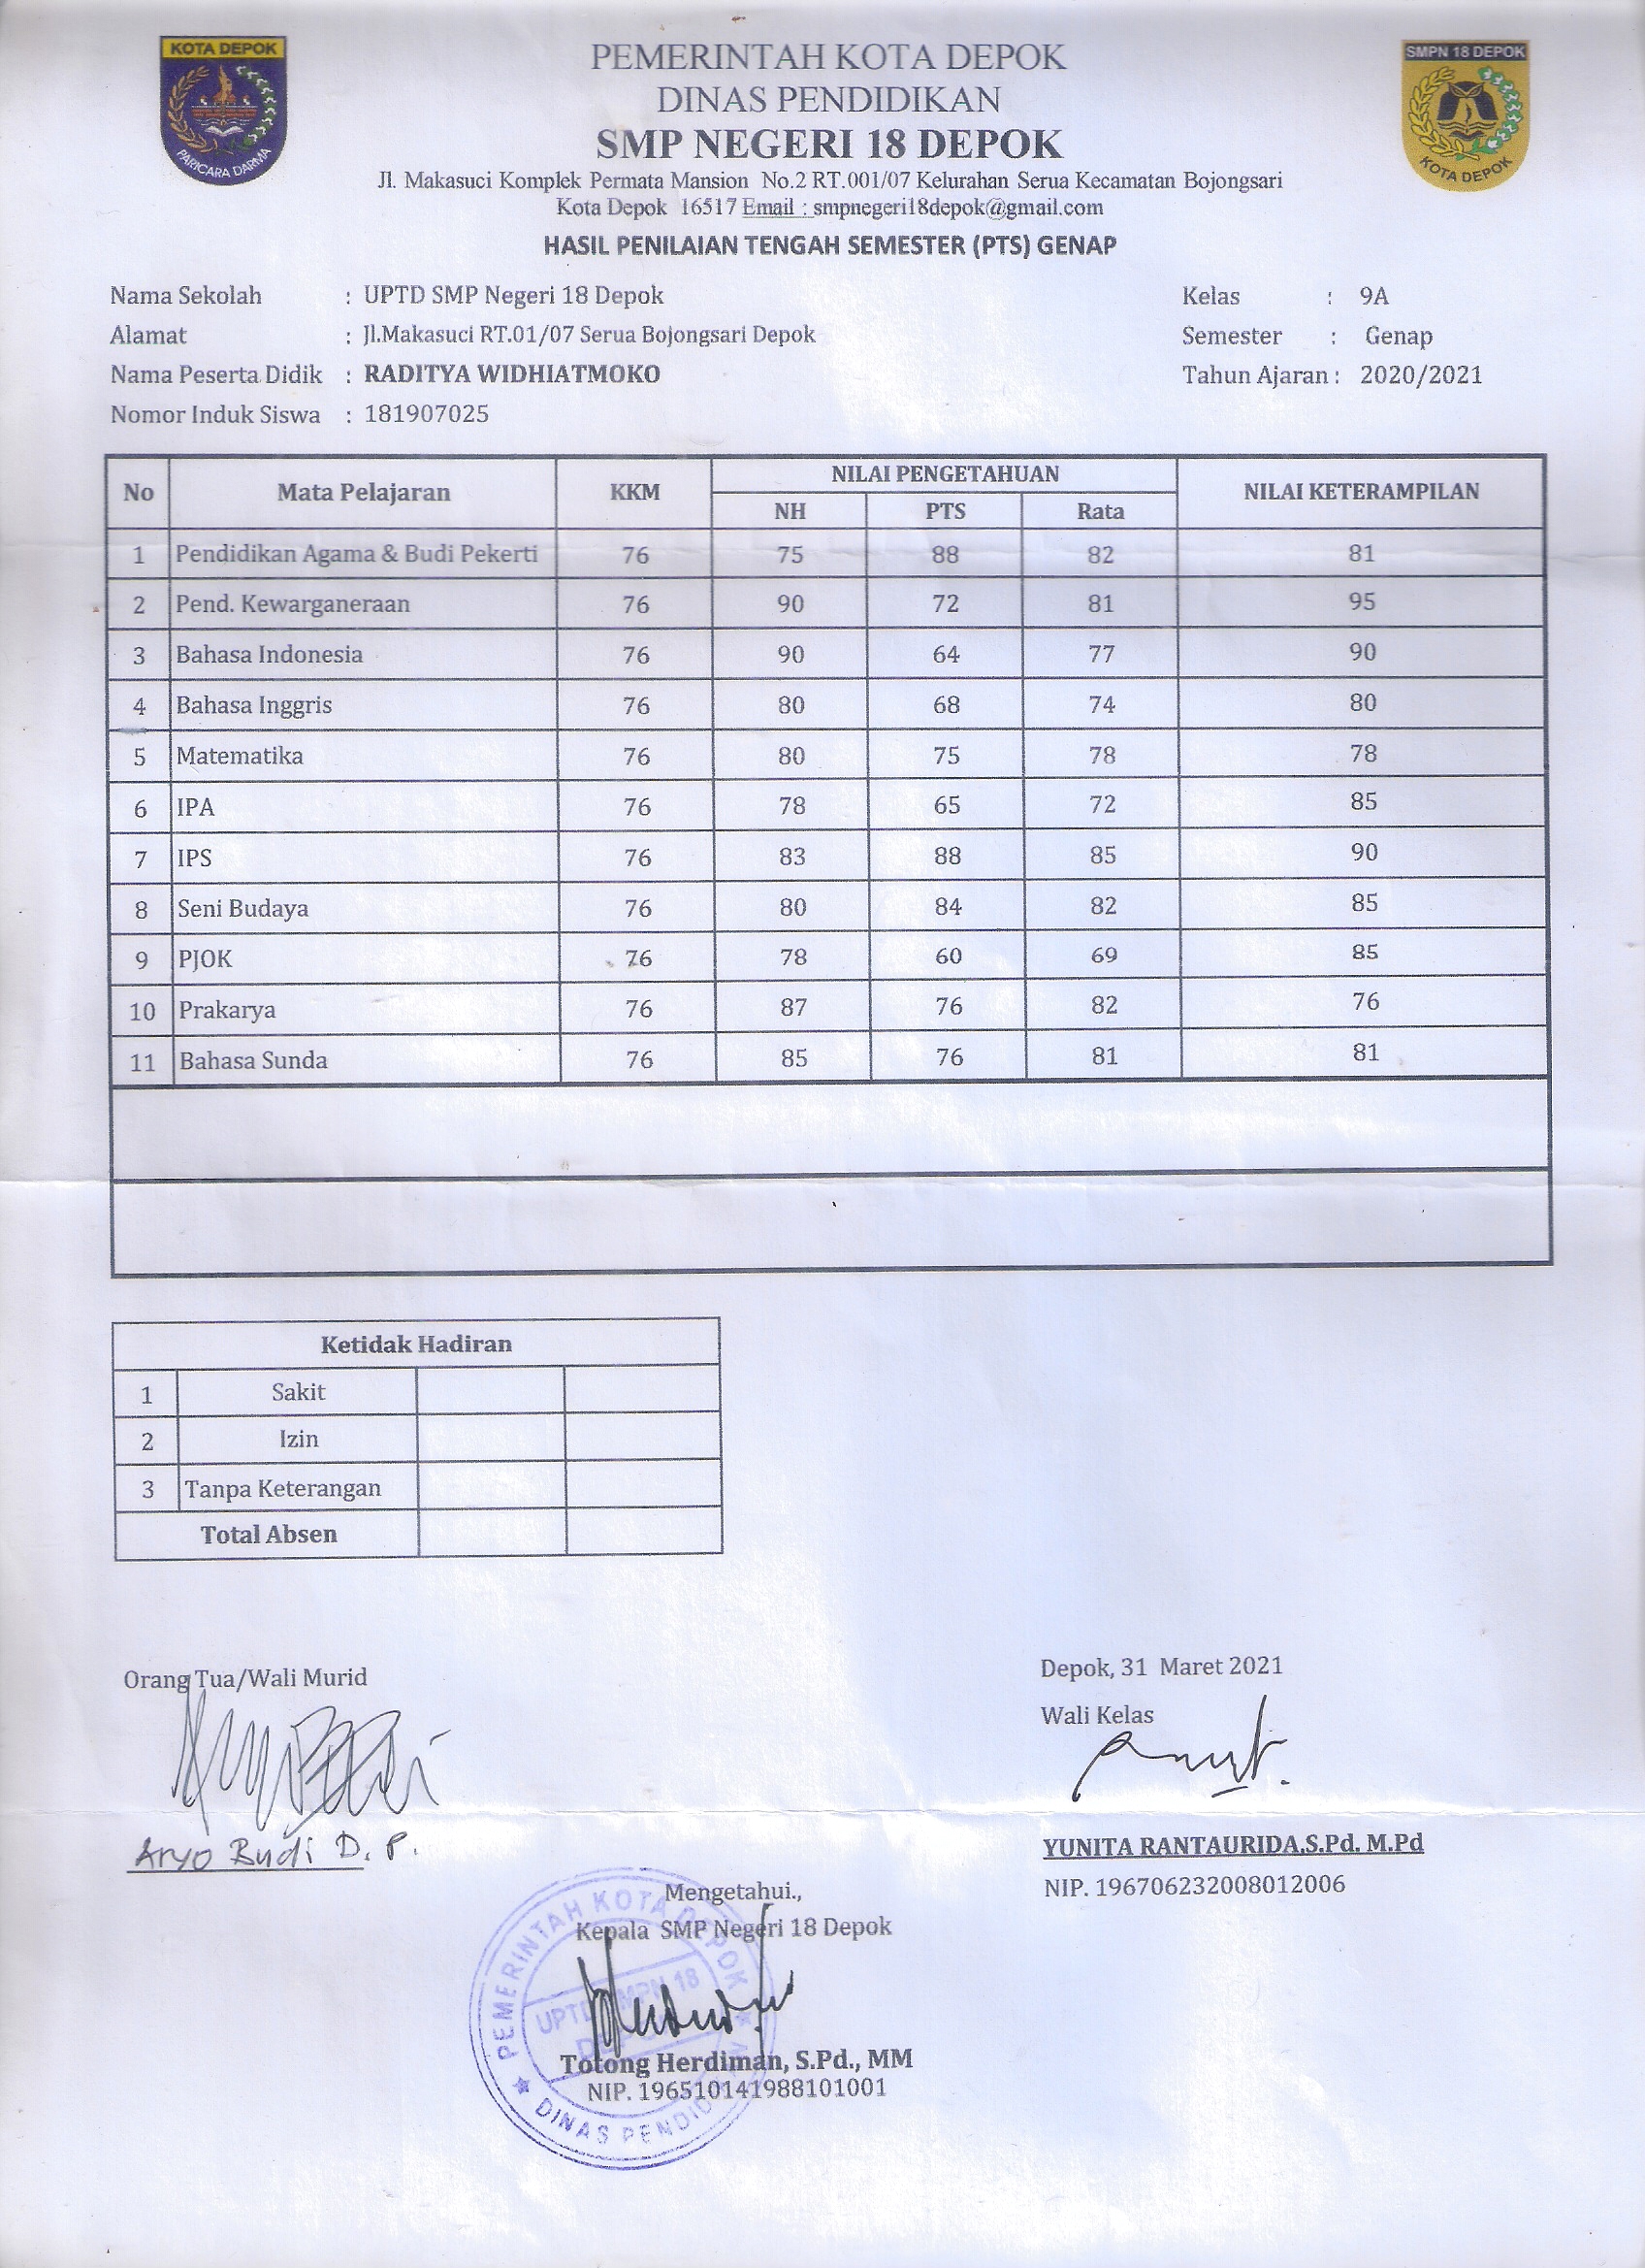 KOTA DEPOK
PARICARA DARMA
PEMERINTAH KOTA DEPOK
DINAS PENDIDIKAN
SMP NEGERI 18 DEPOK
Jl. Makasuci Komplek Permata Mansion No.2 RT.001/07 Kelurahan Serua Kecamatan Bojongsari
Kota Depok 16517 Email : smpnegeri18depok@gmail.com
SMPN 18 DEPOK
KOTA DEPOK
HASIL PENILAIAN TENGAH SEMESTER (PTS) GENAP
Nama Sekolah : UPTD SMP Negeri 18 Depok Kelas : 9A
Alamat : Jl.Makasuci RT.01/07 Serua Bojongsari Depok Semester : Genap
Nama Peserta Didik : RADITYA WIDHIATMOKO Tahun Ajaran : 2020/2021
Nomor Induk Siswa : 181907025
No Mata Pelajaran KKM NILAI PENGETAHUAN NILAI KETERAMPILAN
NH PTS Rata
1 Pendidikan Agama & Budi Pekerti 76 75 88 82 81
2 Pend. Kewarganeraan 76 90 72 81 95
3 Bahasa Indonesia 76 90 64 77 90
4 Bahasa Inggris 76 80 68 74 80
5 Matematika 76 80 75 78 78
6 IPA 76 78 65 72 85
7 IPS 76 83 88 85 90
8 Seni Budaya 76 80 84 82 85
9 PJOK 76 78 60 69 85
10 Prakarya 76 87 76 82 76
11 Bahasa Sunda 76 85 76 81 81
Ketidak Hadiran
1 Sakit
2 Izin
3 Tanpa Keterangan
Total Absen
Orang Tua/Wali Murid
Aryo Budi D. P.
Depok, 31 Maret 2021
Wali Kelas
YUNITA RANTAURIDA,S.Pd. M.Pd
NIP. 196706232008012006
Mengetahui.,
Kepala SMP Negeri 18 Depok
Totong Herdiman, S.Pd., MM
NIP. 196510141988101001
PEMERINTAH KOTA DEPOK
UPTD SMPN 18
DEPOK
DINAS PENDIDIKAN